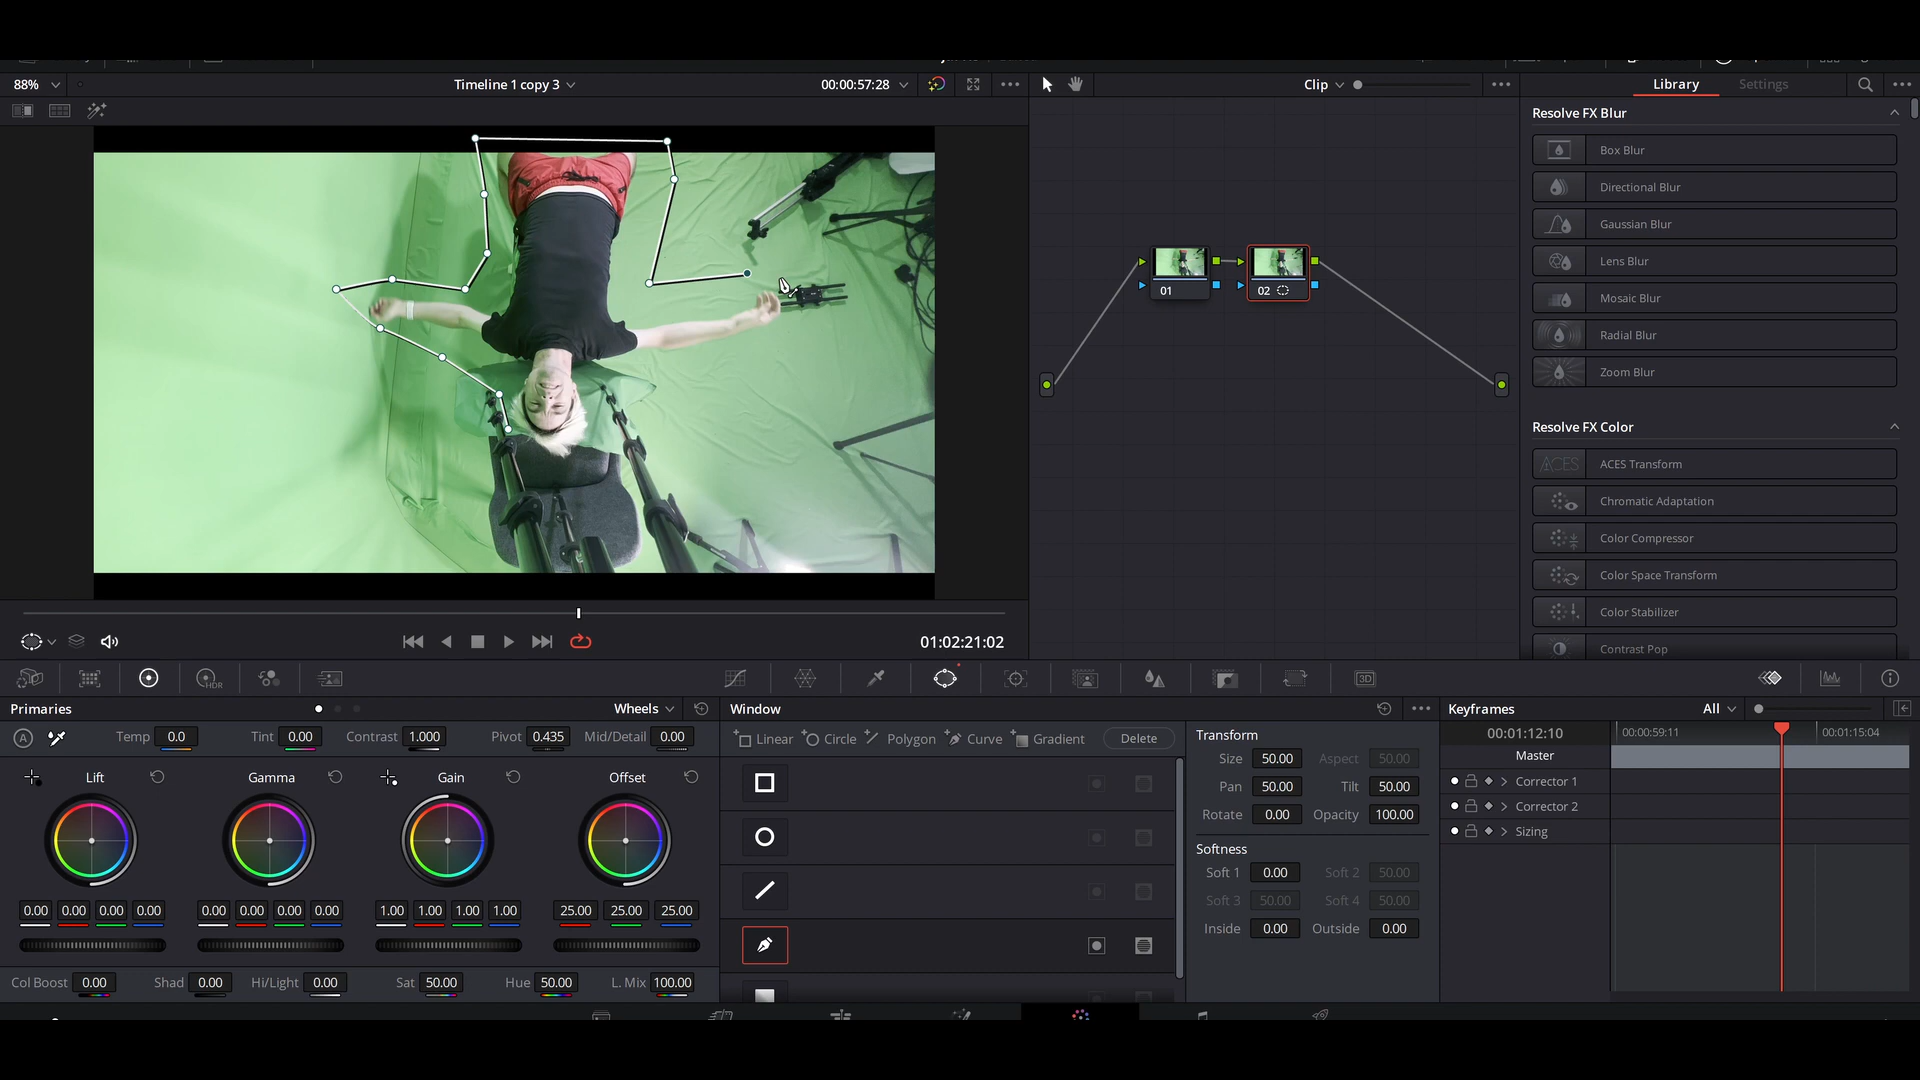 88%
Timeline 1 copy 3
00:00:57:28
Clip
Library
Settings
Resolve FX Blur
Box Blur
Directional Blur
Gaussian Blur
Lens Blur
Mosaic Blur
Radial Blur
Zoom Blur
01
02
Resolve FX Color
ACES
ACES Transform
Chromatic Adaptation
Color Compressor
Color Space Transform
Color Stabilizer
Contrast Pop
01:02:21:02
HDR
3D
Primaries
Wheels
Window
Keyframes
All
A
Temp 0.0
Tint 0.00
Contrast 1.000
Pivot 0.435
Mid/Detail 0.00
Linear
Circle
Polygon
Curve
Gradient
Delete
Lift
Gamma
Gain
Offset
0.00 0.00 0.00 0.00
0.00 0.00 0.00 0.00
1.00 1.00 1.00 1.00
25.00 25.00 25.00
Col Boost 0.00
Shad 0.00
Hi/Light 0.00
Sat 50.00
Hue 50.00
L. Mix 100.00
Transform
Size 50.00 Aspect 50.00
Pan 50.00 Tilt 50.00
Rotate 0.00 Opacity 100.00
Softness
Soft 1 0.00 Soft 2 50.00
Soft 3 50.00 Soft 4 50.00
Inside 0.00 Outside 0.00
00:01:12:10
00:00:59:11
00:01:15:04
Master
Corrector 1
Corrector 2
Sizing